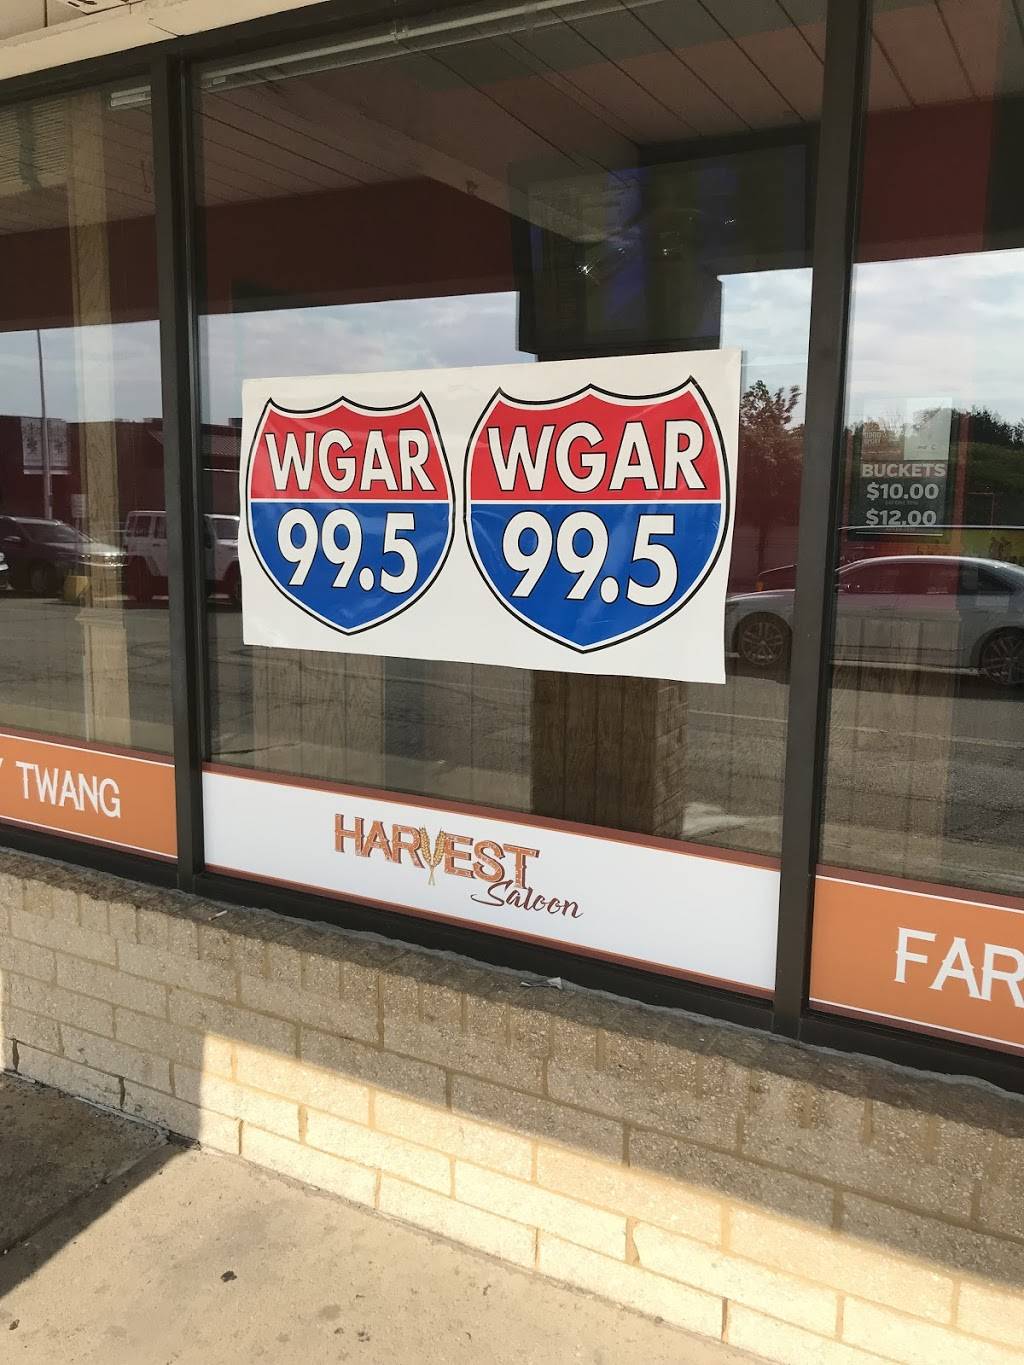 WGAR WGAR
99.5 99.5
BUCKETS
$10.00
$12.00
TWANG
HARVEST
Saloon
FAR